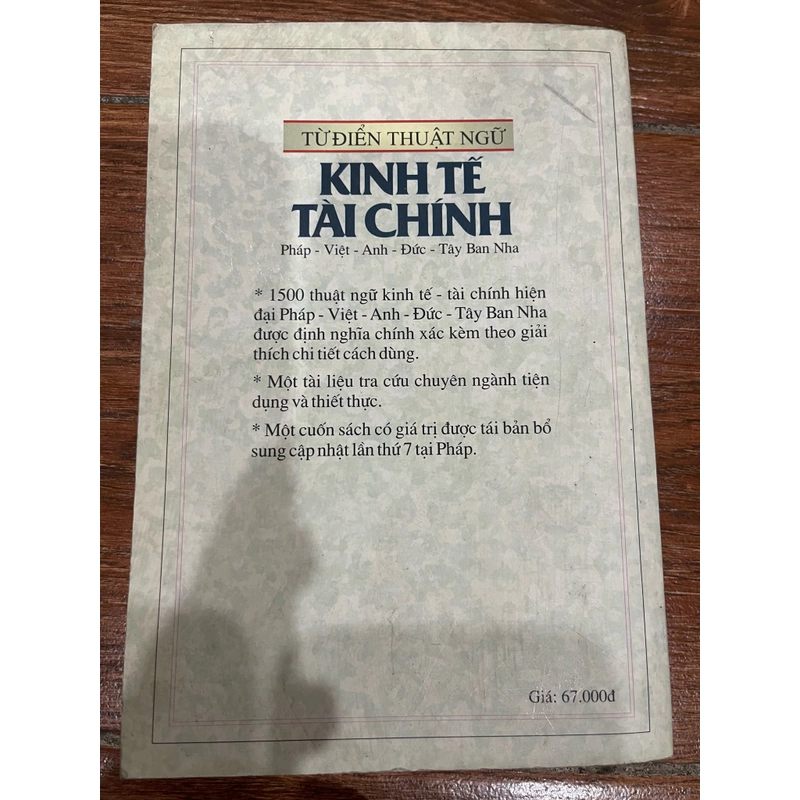 TỪ ĐIỂN THUẬT NGỮ
KINH TẾ
TÀI CHÍNH
Pháp - Việt - Anh - Đức - Tây Ban Nha
* 1500 thuật ngữ kinh tế - tài chính hiện
đại Pháp - Việt - Anh - Đức - Tây Ban Nha
được định nghĩa chính xác kèm theo giải
thích chi tiết cách dùng.
* Một tài liệu tra cứu chuyên ngành tiện
dụng và thiết thực.
* Một cuốn sách có giá trị được tái bản bổ
sung cập nhật lần thứ 7 tại Pháp.
Giá: 67.000đ